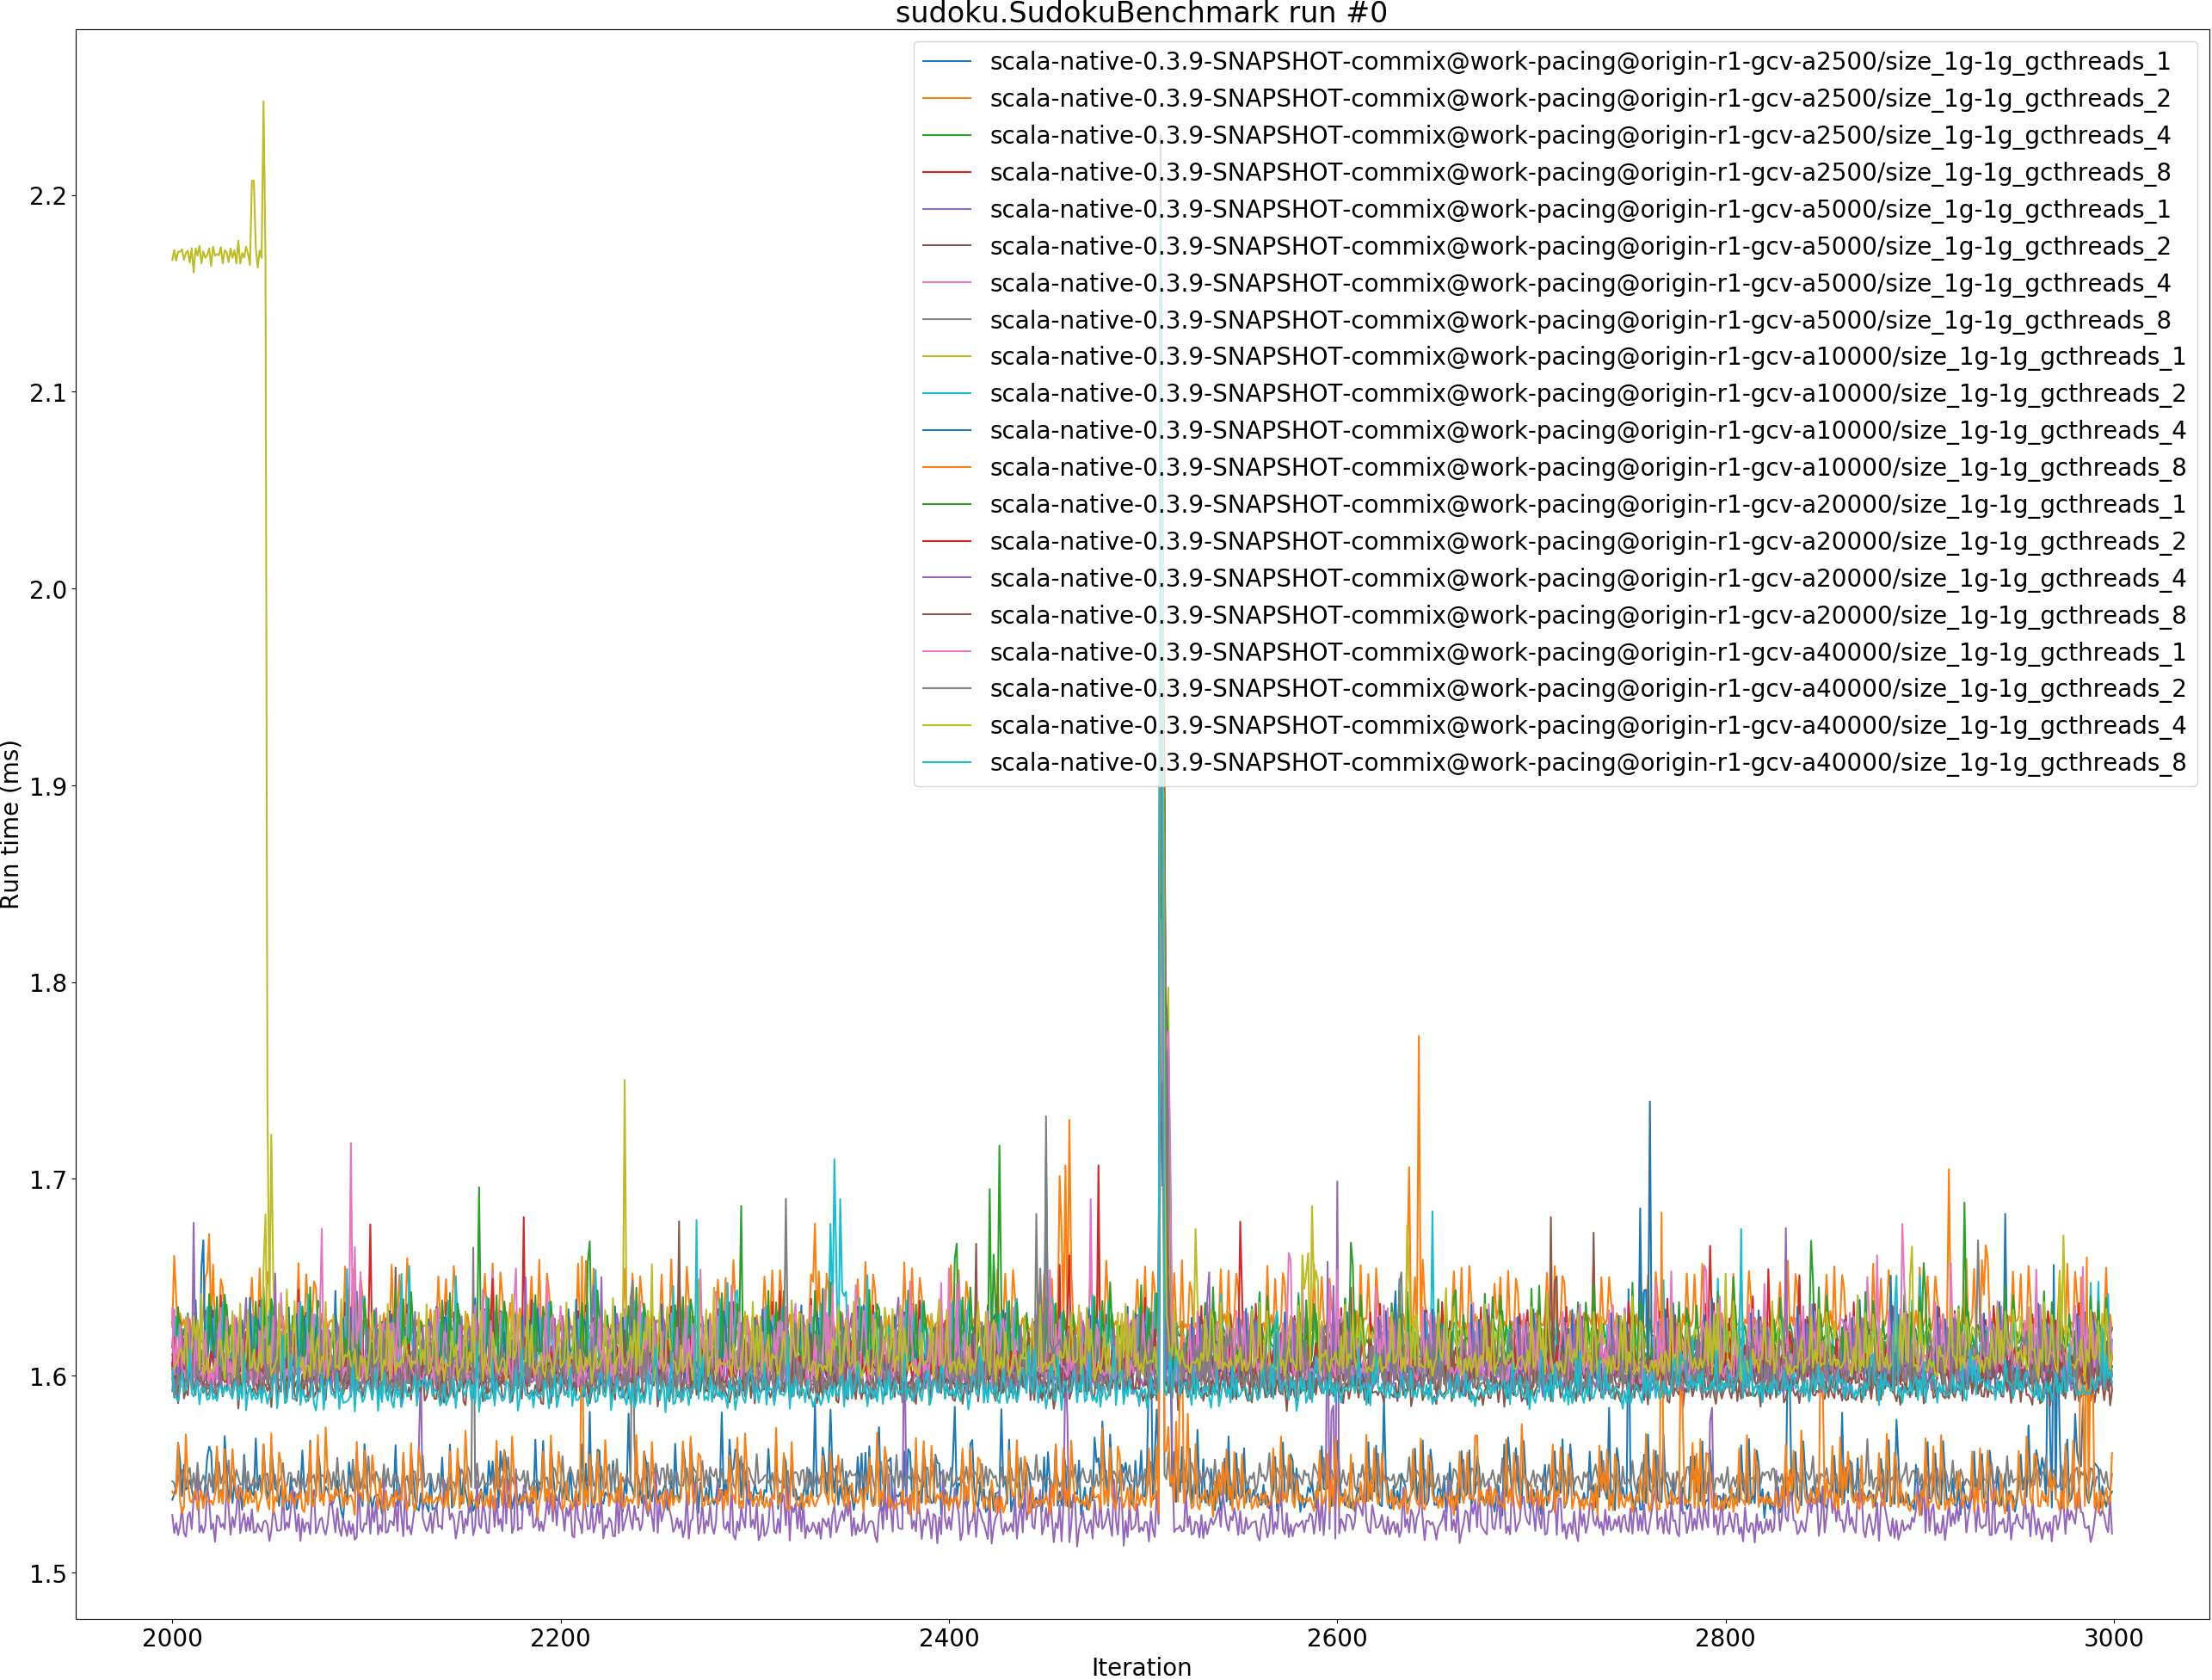 sudoku.SudokuBenchmark run #0
scala-native-0.3.9-SNAPSHOT-commix@work-pacing@origin-r1-gcv-a2500/size_1g-1g_gcthreads_1
scala-native-0.3.9-SNAPSHOT-commix@work-pacing@origin-r1-gcv-a2500/size_1g-1g_gcthreads_2
scala-native-0.3.9-SNAPSHOT-commix@work-pacing@origin-r1-gcv-a2500/size_1g-1g_gcthreads_4
scala-native-0.3.9-SNAPSHOT-commix@work-pacing@origin-r1-gcv-a2500/size_1g-1g_gcthreads_8
scala-native-0.3.9-SNAPSHOT-commix@work-pacing@origin-r1-gcv-a5000/size_1g-1g_gcthreads_1
scala-native-0.3.9-SNAPSHOT-commix@work-pacing@origin-r1-gcv-a5000/size_1g-1g_gcthreads_2
scala-native-0.3.9-SNAPSHOT-commix@work-pacing@origin-r1-gcv-a5000/size_1g-1g_gcthreads_4
scala-native-0.3.9-SNAPSHOT-commix@work-pacing@origin-r1-gcv-a5000/size_1g-1g_gcthreads_8
scala-native-0.3.9-SNAPSHOT-commix@work-pacing@origin-r1-gcv-a10000/size_1g-1g_gcthreads_1
scala-native-0.3.9-SNAPSHOT-commix@work-pacing@origin-r1-gcv-a10000/size_1g-1g_gcthreads_2
scala-native-0.3.9-SNAPSHOT-commix@work-pacing@origin-r1-gcv-a10000/size_1g-1g_gcthreads_4
scala-native-0.3.9-SNAPSHOT-commix@work-pacing@origin-r1-gcv-a10000/size_1g-1g_gcthreads_8
scala-native-0.3.9-SNAPSHOT-commix@work-pacing@origin-r1-gcv-a20000/size_1g-1g_gcthreads_1
scala-native-0.3.9-SNAPSHOT-commix@work-pacing@origin-r1-gcv-a20000/size_1g-1g_gcthreads_2
scala-native-0.3.9-SNAPSHOT-commix@work-pacing@origin-r1-gcv-a20000/size_1g-1g_gcthreads_4
scala-native-0.3.9-SNAPSHOT-commix@work-pacing@origin-r1-gcv-a20000/size_1g-1g_gcthreads_8
scala-native-0.3.9-SNAPSHOT-commix@work-pacing@origin-r1-gcv-a40000/size_1g-1g_gcthreads_1
scala-native-0.3.9-SNAPSHOT-commix@work-pacing@origin-r1-gcv-a40000/size_1g-1g_gcthreads_2
scala-native-0.3.9-SNAPSHOT-commix@work-pacing@origin-r1-gcv-a40000/size_1g-1g_gcthreads_4
scala-native-0.3.9-SNAPSHOT-commix@work-pacing@origin-r1-gcv-a40000/size_1g-1g_gcthreads_8
2.2
2.1
2.0
1.9
1.8
1.7
1.6
1.5
Run time (ms)
2000 2200 2400 2600 2800 3000
Iteration